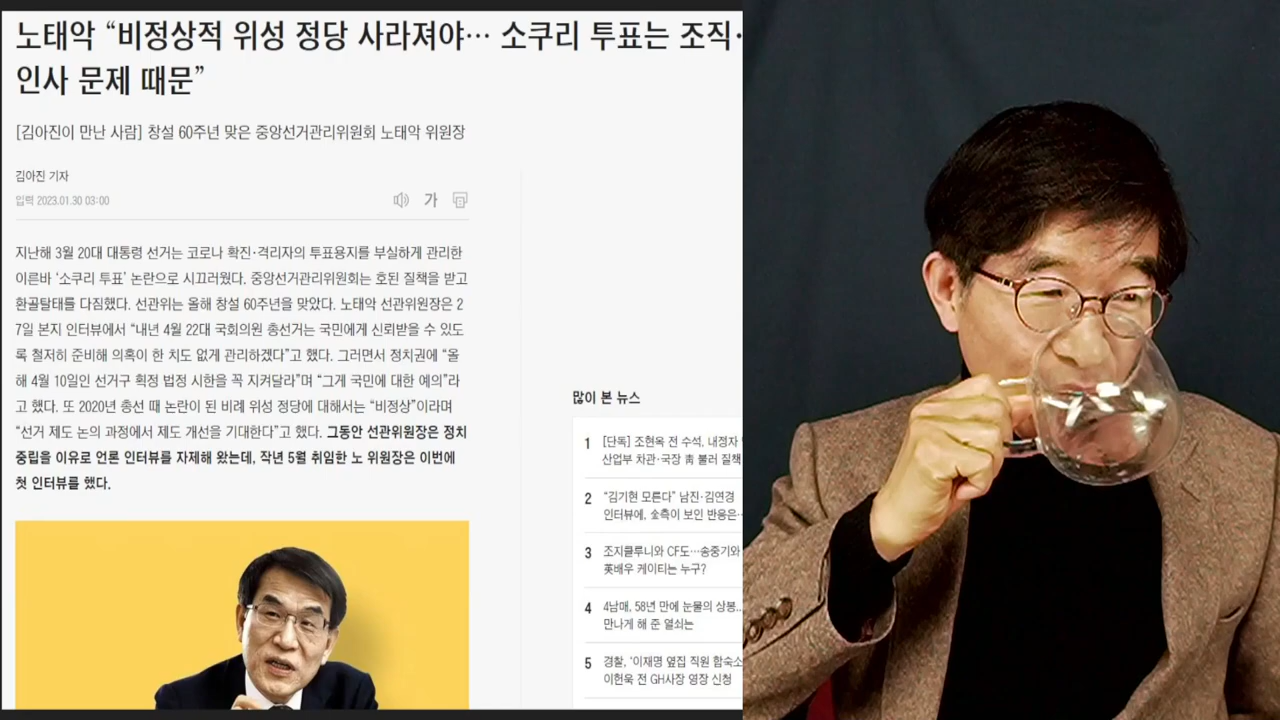 노태악 “비정상적 위성 정당 사라져야… 소쿠리 투표는 조직·
인사 문제 때문”
[김아진이 만난 사람] 창설 60주년 맞은 중앙선거관리위원회 노태악 위원장
김아진 기자
입력 2023.01.30 03:00
가
지난해 3월 20대 대통령 선거는 코로나 확진·격리자의 투표용지를 부실하게 관리한
이른바 ‘소쿠리 투표’ 논란으로 시끄러웠다. 중앙선거관리위원회는 호된 질책을 받고
환골탈태를 다짐했다. 선관위는 올해 창설 60주년을 맞았다. 노태악 선관위원장은 2
7일 본지 인터뷰에서 “내년 4월 22대 국회의원 총선거는 국민에게 신뢰받을 수 있도
록 철저히 준비해 의혹이 한 치도 없게 관리하겠다”고 했다. 그러면서 정치권에 “올
해 4월 10일인 선거구 획정 법정 시한을 꼭 지켜달라”며 “그게 국민에 대한 예의”라
고 했다. 또 2020년 총선 때 논란이 된 비례 위성 정당에 대해서는 “비정상”이라며
“선거 제도 논의 과정에서 제도 개선을 기대한다”고 했다. 그동안 선관위원장은 정치
중립을 이유로 언론 인터뷰를 자제해 왔는데, 작년 5월 취임한 노 위원장은 이번에
첫 인터뷰를 했다.
많이 본 뉴스
1 [단독] 조현옥 전 수석, 내정자
산업부 차관·국장 靑 불러 질책
2 “김기현 모른다” 남진·김연경
인터뷰에, 金측이 보인 반응은…
3 조지클루니와 CF도…송중기와
英배우 케이티는 누구?
4 4남매, 58년 만에 눈물의 상봉..
만나게 해 준 열쇠는
5 경찰, ‘이재명 옆집 직원 합숙소
이헌욱 전 GH사장 영장 신청